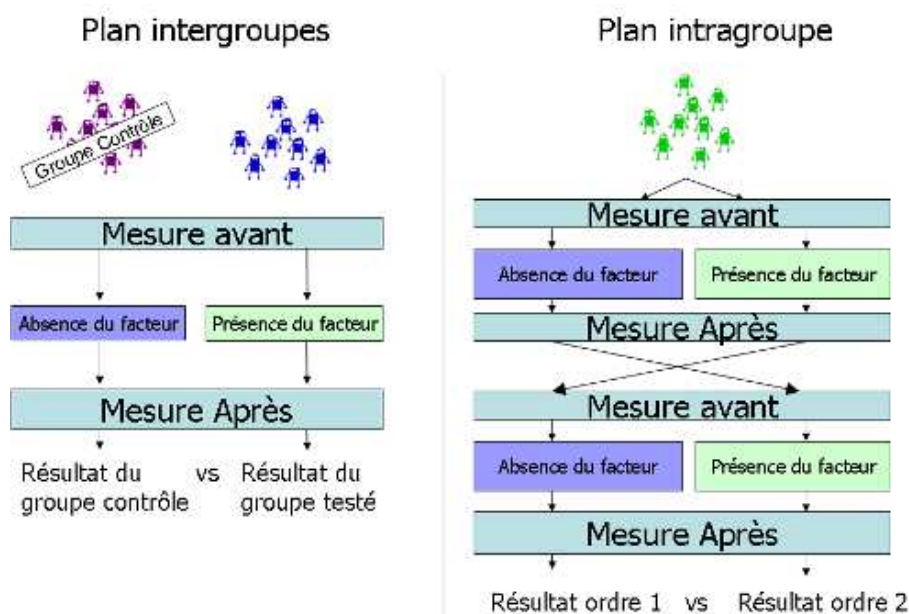 Plan intergroupes
Groupe Contrôle
Mesure avant
Absence du facteur
Présence du facteur
Mesure Après
Résultat du vs Résultat du
groupe contrôle groupe testé
Plan intragroupe
Mesure avant
Absence du facteur
Présence du facteur
Mesure Après
Mesure avant
Absence du facteur
Présence du facteur
Mesure Après
Résultat ordre 1 vs Résultat ordre 2